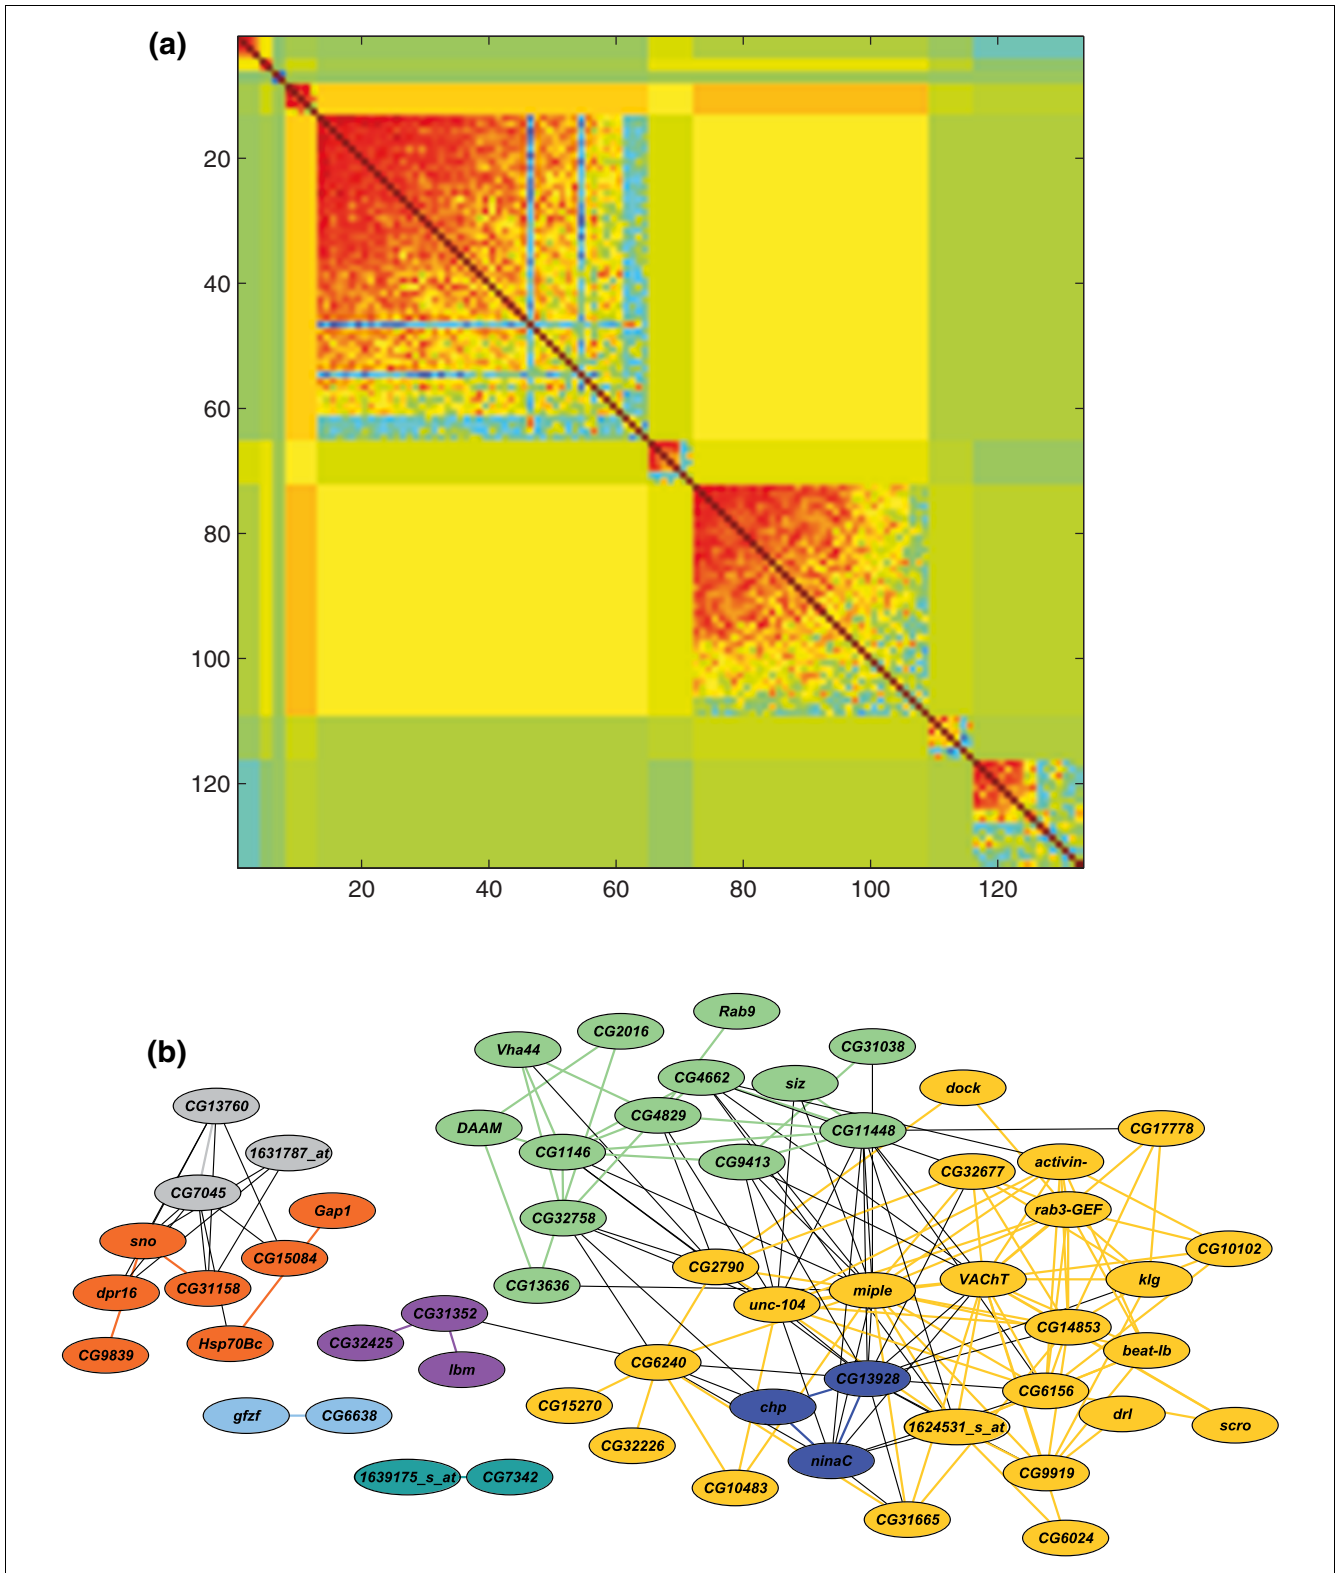 (a)
20
40
60
80
100
120
20 40 60 80 100 120
(b)
Rab9
CG2016
Vha44
CG31038
CG4662
siz
dock
CG13760
CG4829
DAAM
CG11448
CG17778
1631787_at
CG1146
CG9413
CG32677
activin-
CG7045
Gap1
CG32758
rab3-GEF
sno
CG15084
CG10102
CG2790
dpr16
CG31158
CG13636
miple
VAChT
klg
unc-104
CG31352
CG14853
CG9839
Hsp70Bc
CG32425
beat-Ib
lbm
CG6240
CG13928
CG6156
gfzf
CG6638
CG15270
chp
drl
1624531_s_at
scro
CG32226
ninaC
1639175_s_at
CG7342
CG10483
CG9919
CG31665
CG6024